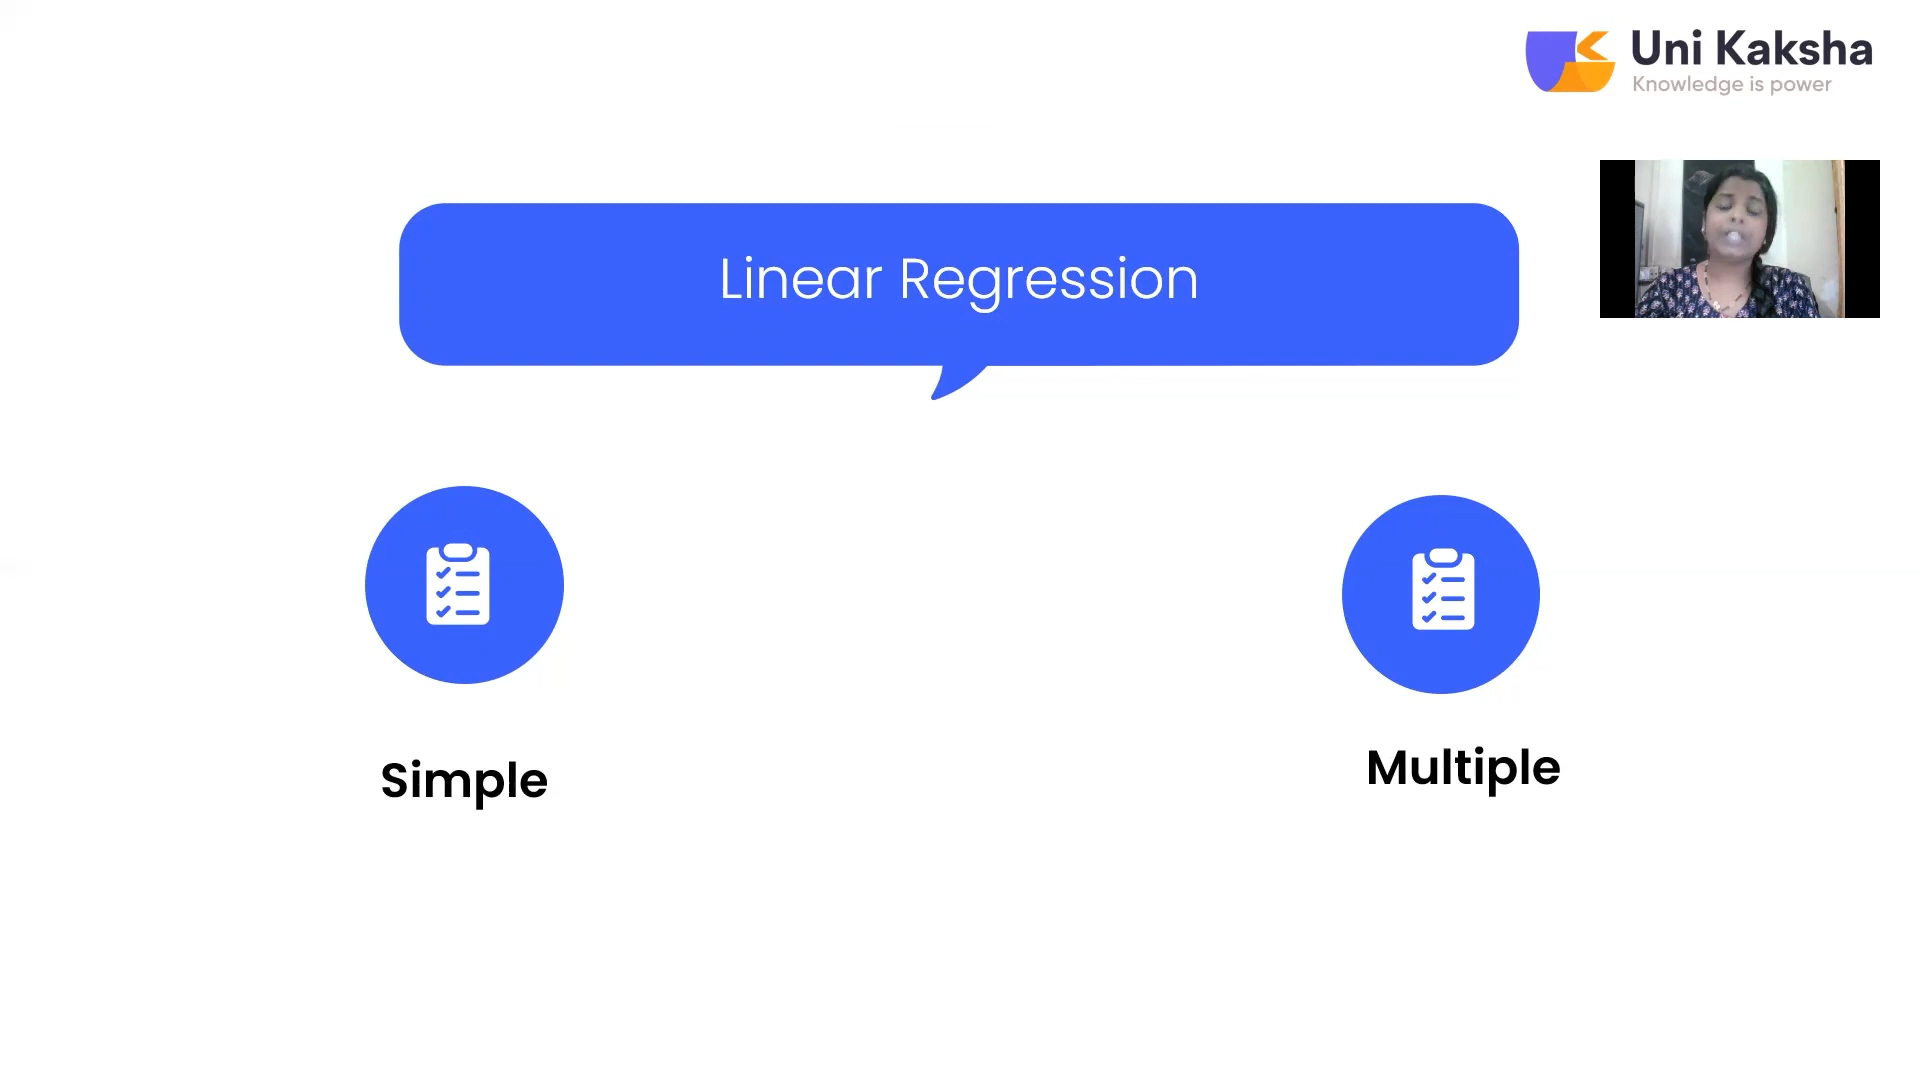 Uni Kaksha
Knowledge is power
Linear Regression
Simple
Multiple